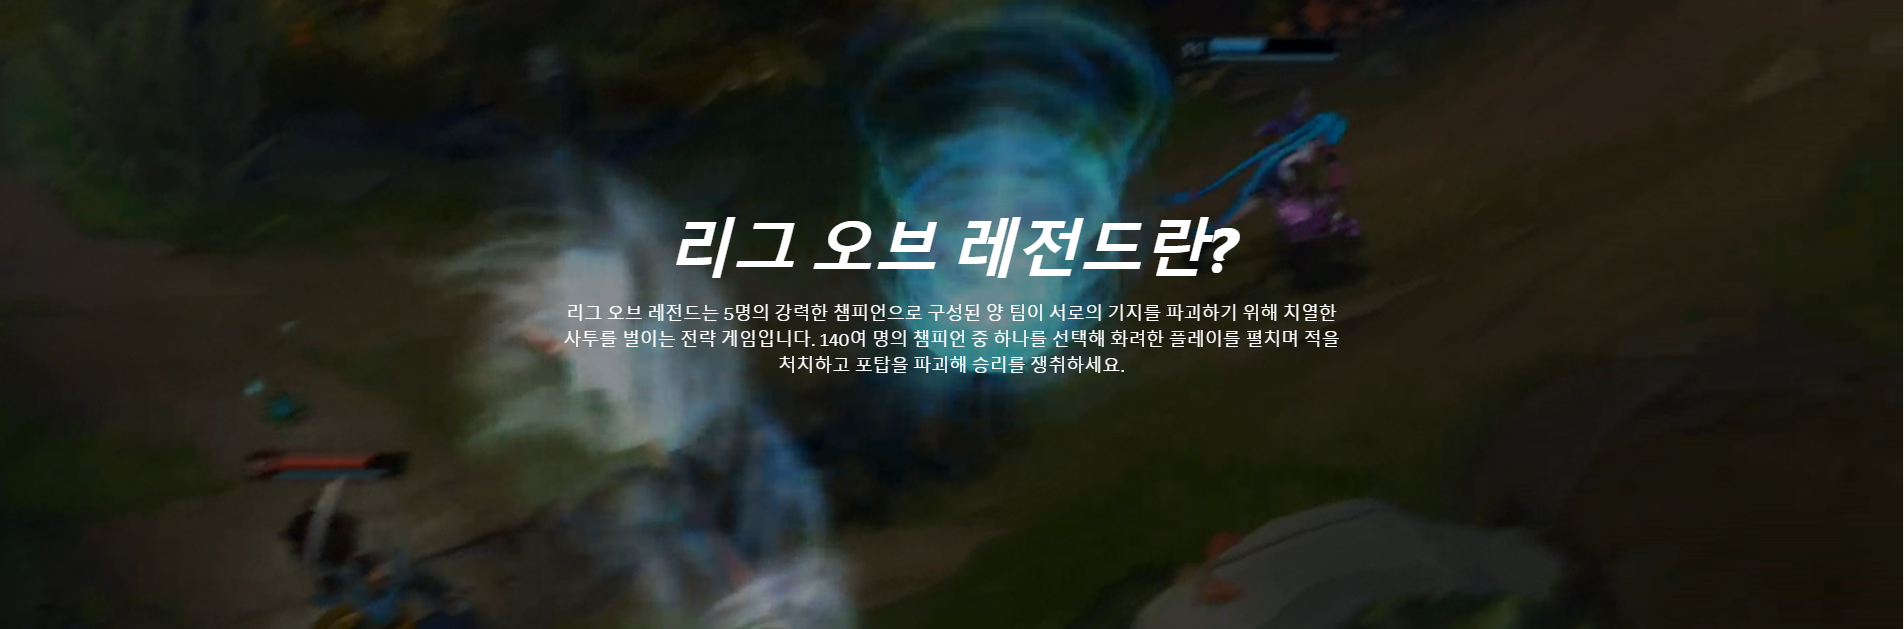 리그 오브 레전드란?
리그 오브 레전드는 5명의 강력한 챔피언으로 구성된 양 팀이 서로의 기지를 파괴하기 위해 치열한
사투를 벌이는 전략 게임입니다. 140여 명의 챔피언 중 하나를 선택해 화려한 플레이를 펼치며 적을
처치하고 포탑을 파괴해 승리를 쟁취하세요.